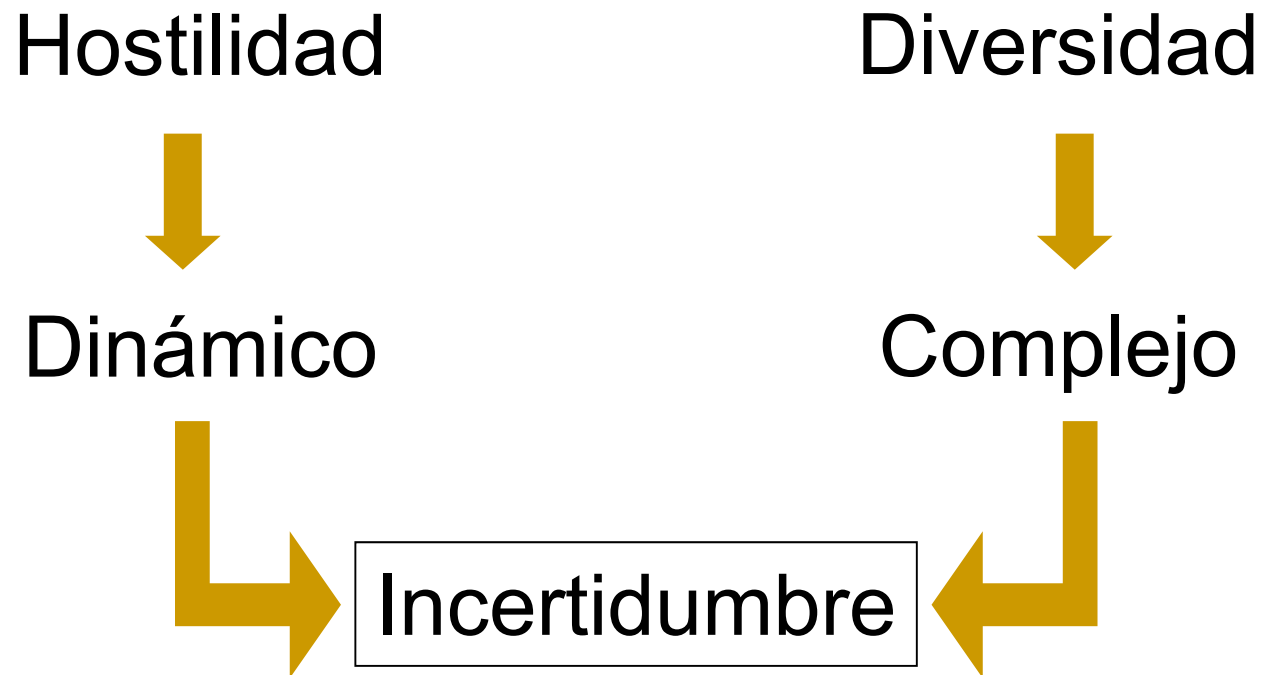 Hostilidad
Diversidad
Dinámico
Complejo
Incertidumbre